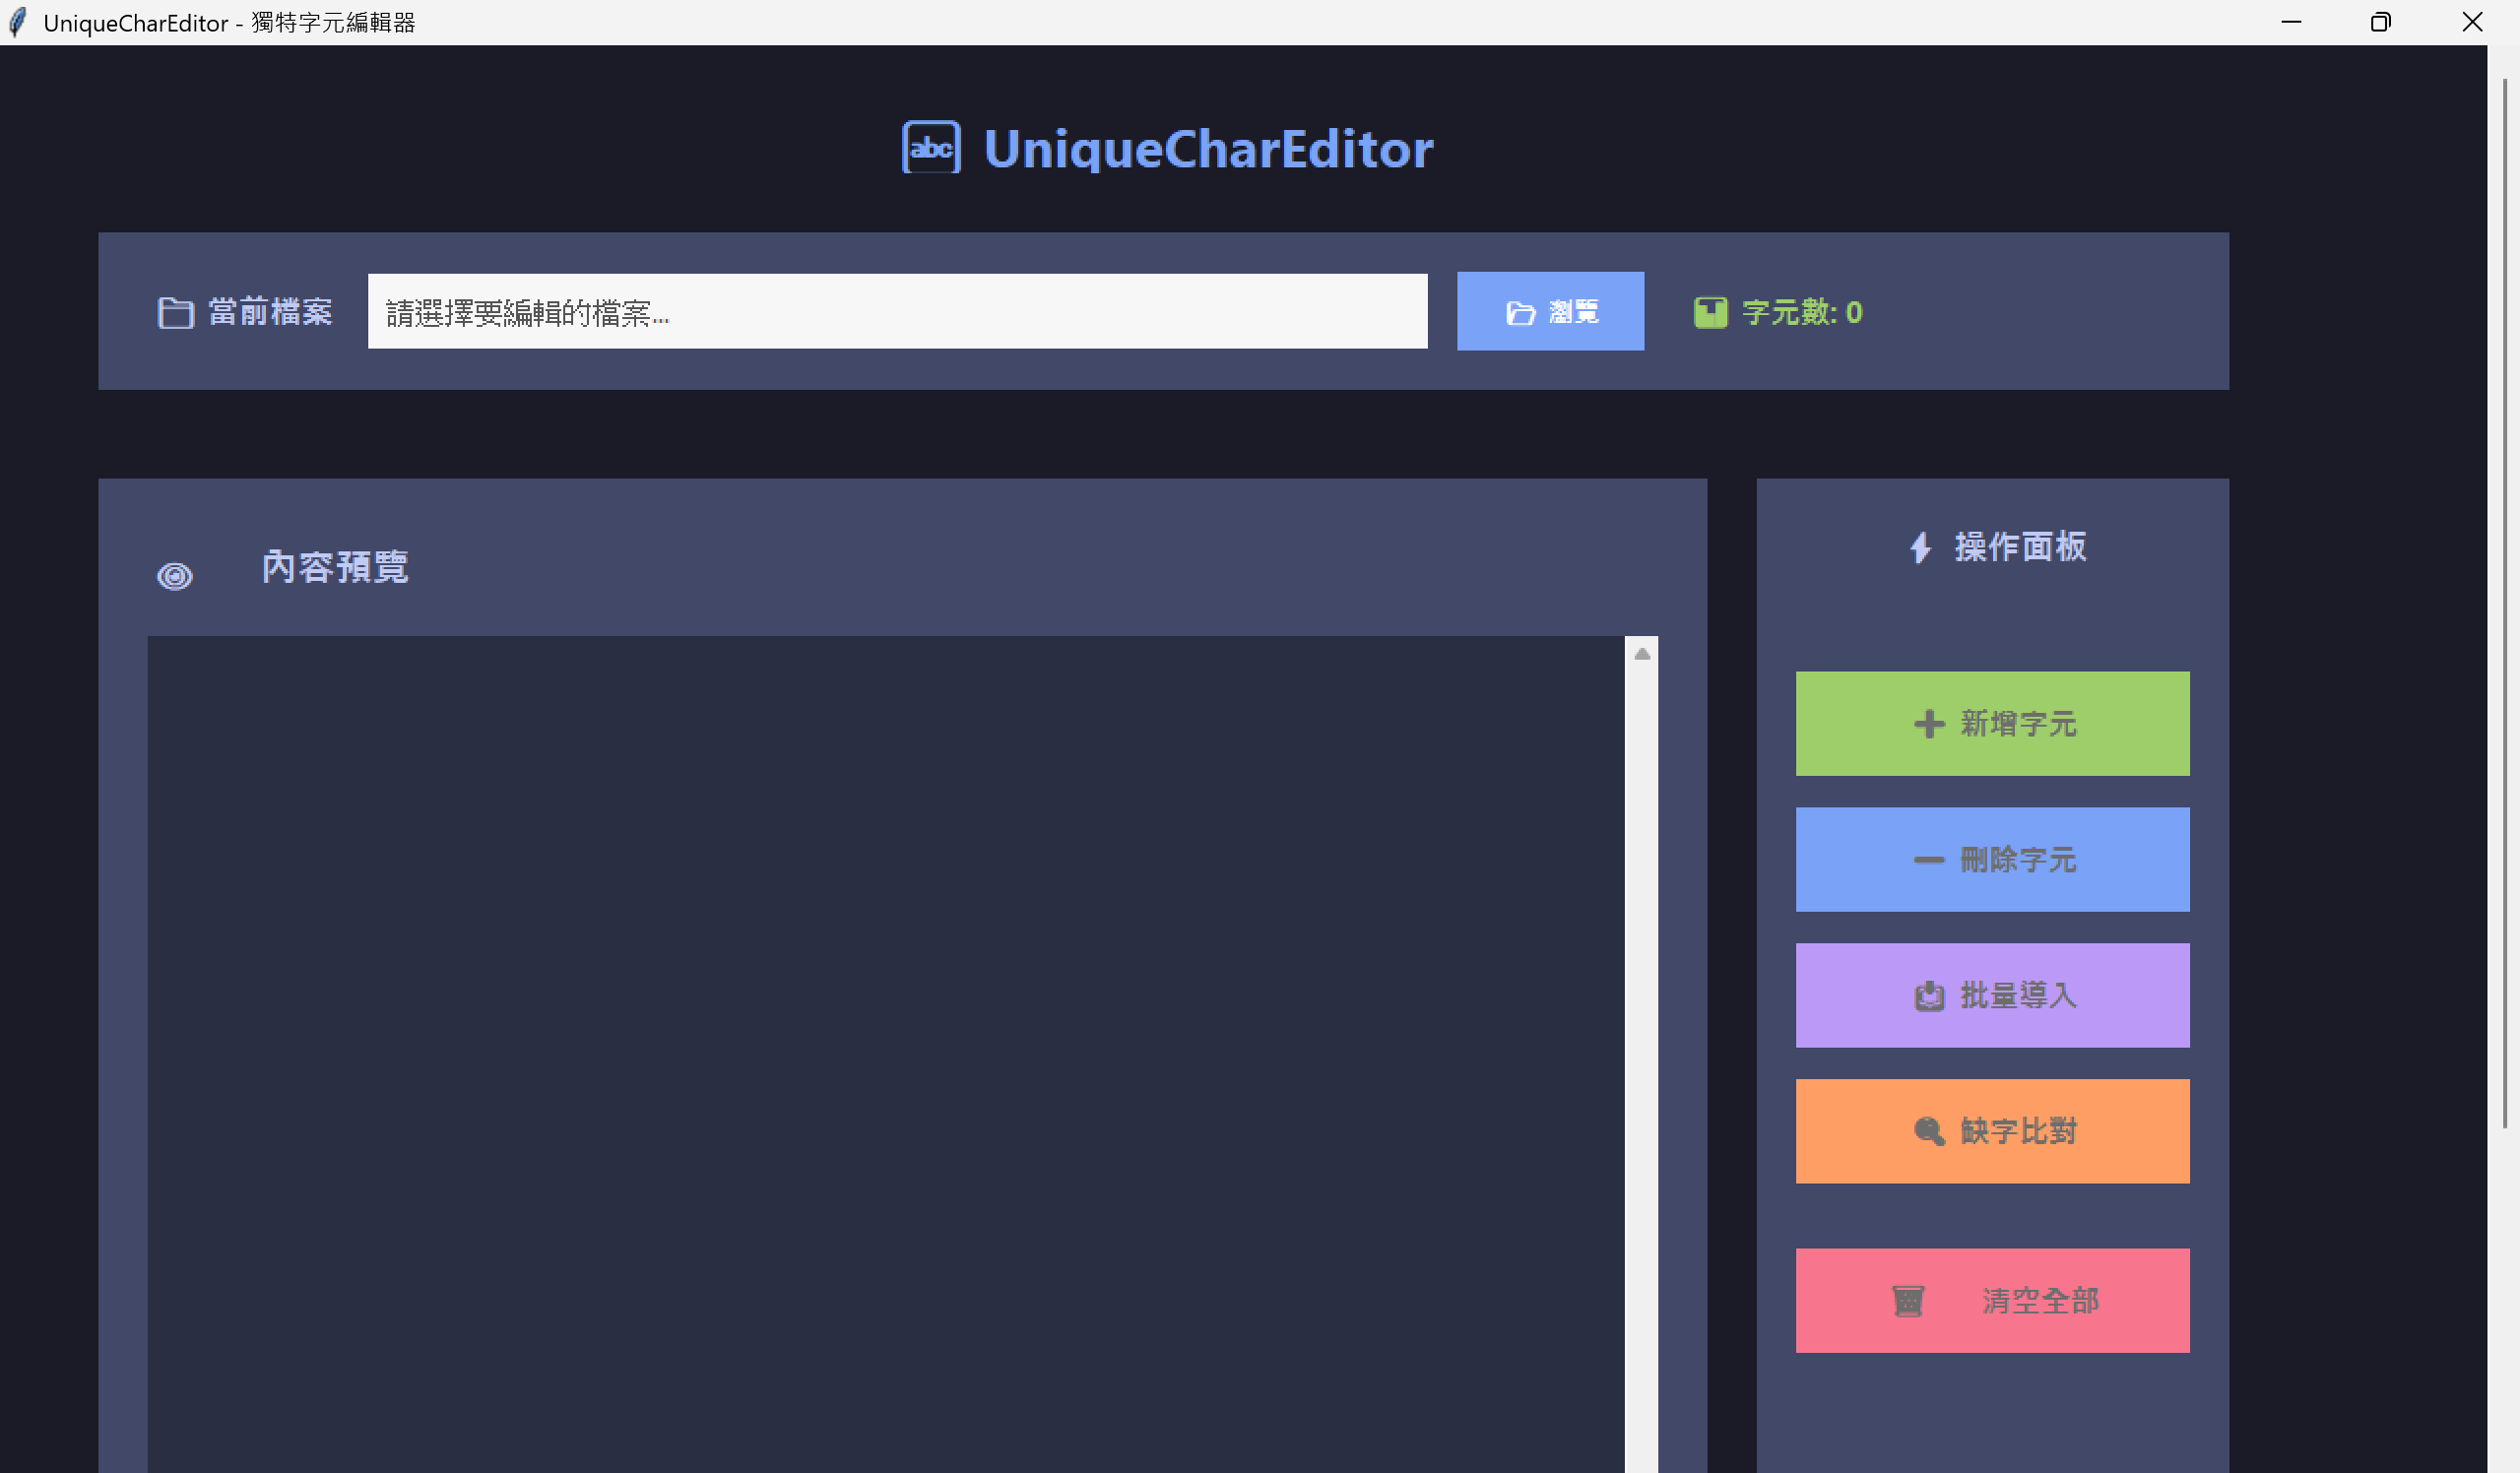 UniqueCharEditor - 獨特字元編輯器
abc UniqueCharEditor
當前檔案
請選擇要編輯的檔案...
瀏覽
字元數: 0
內容預覽
操作面板
新增字元
刪除字元
批量導入
缺字比對
清空全部